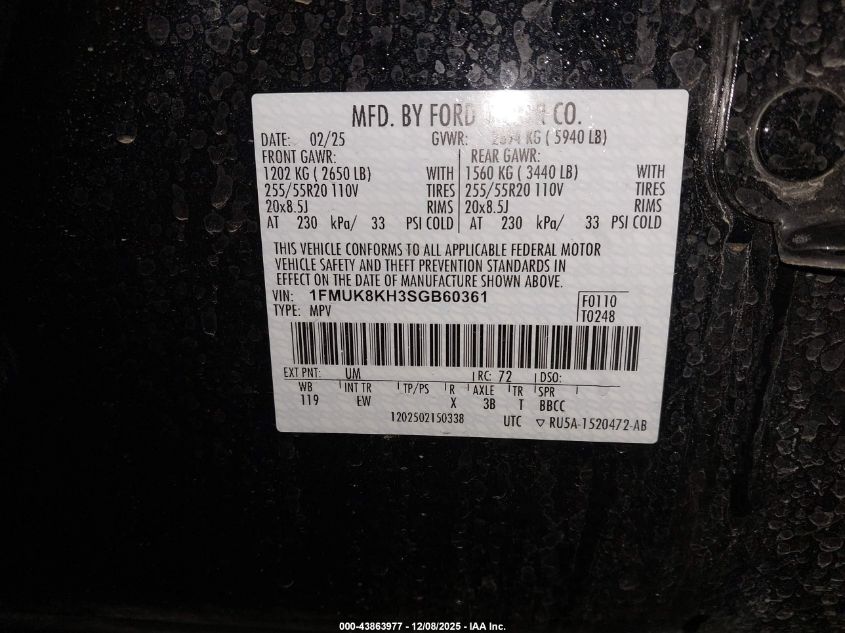 MFD. BY FORD CO.
DATE: 02/25 GVWR: KG ( 5940 LB)
FRONT GAWR: REAR GAWR:
1202 KG ( 2650 LB) WITH 1560 KG ( 3440 LB) WITH
255/55R20 110V TIRES 255/55R20 110V TIRES
20x8.5J RIMS 20x8.5J RIMS
AT 230 kPa/ 33 PSI COLD AT 230 kPa/ 33 PSI COLD
THIS VEHICLE CONFORMS TO ALL APPLICABLE FEDERAL MOTOR
VEHICLE SAFETY AND THEFT PREVENTION STANDARDS IN
EFFECT ON THE DATE OF MANUFACTURE SHOWN ABOVE.
VIN: 1FMUK8KH3SGB60361 F0110
TYPE: MPV T0248
EXT PNT: UM RC: 72 DSO:
WB INT TR TP/PS R AXLE TR SPR
119 EW X 3B T BBCC
1202502150338 UTC ▽ RU5A-1520472-AB
000-43863977 - 12/08/2025 - IAA Inc.